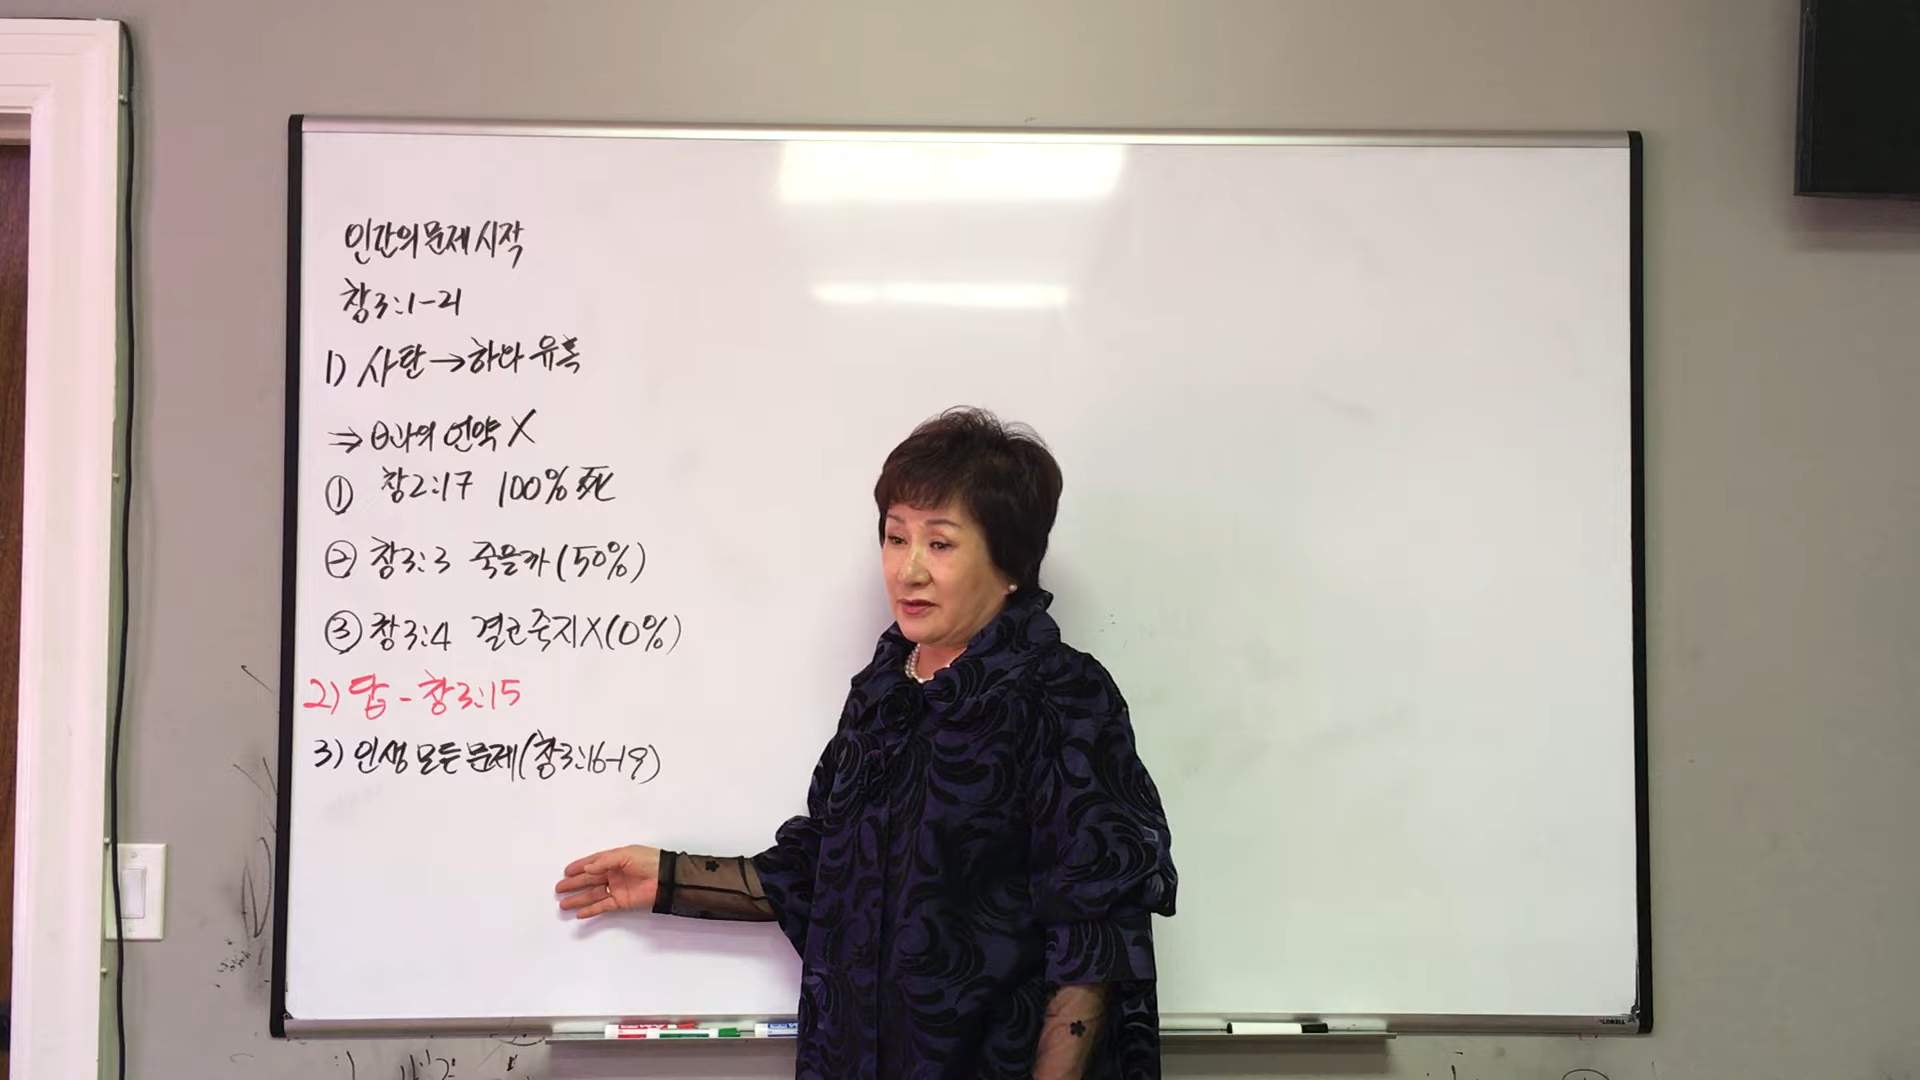 인간의 문제 시작
창3:1-21
1) 사탄→하와 유혹
⇒ θ과의 언약 X
① 창2:17 100% 死
② 창3:3 죽을까(50%)
③ 창3:4 결코 죽지X(0%)
2) 답 - 창3:15
3) 인생 모든 문제(창3:16-19)